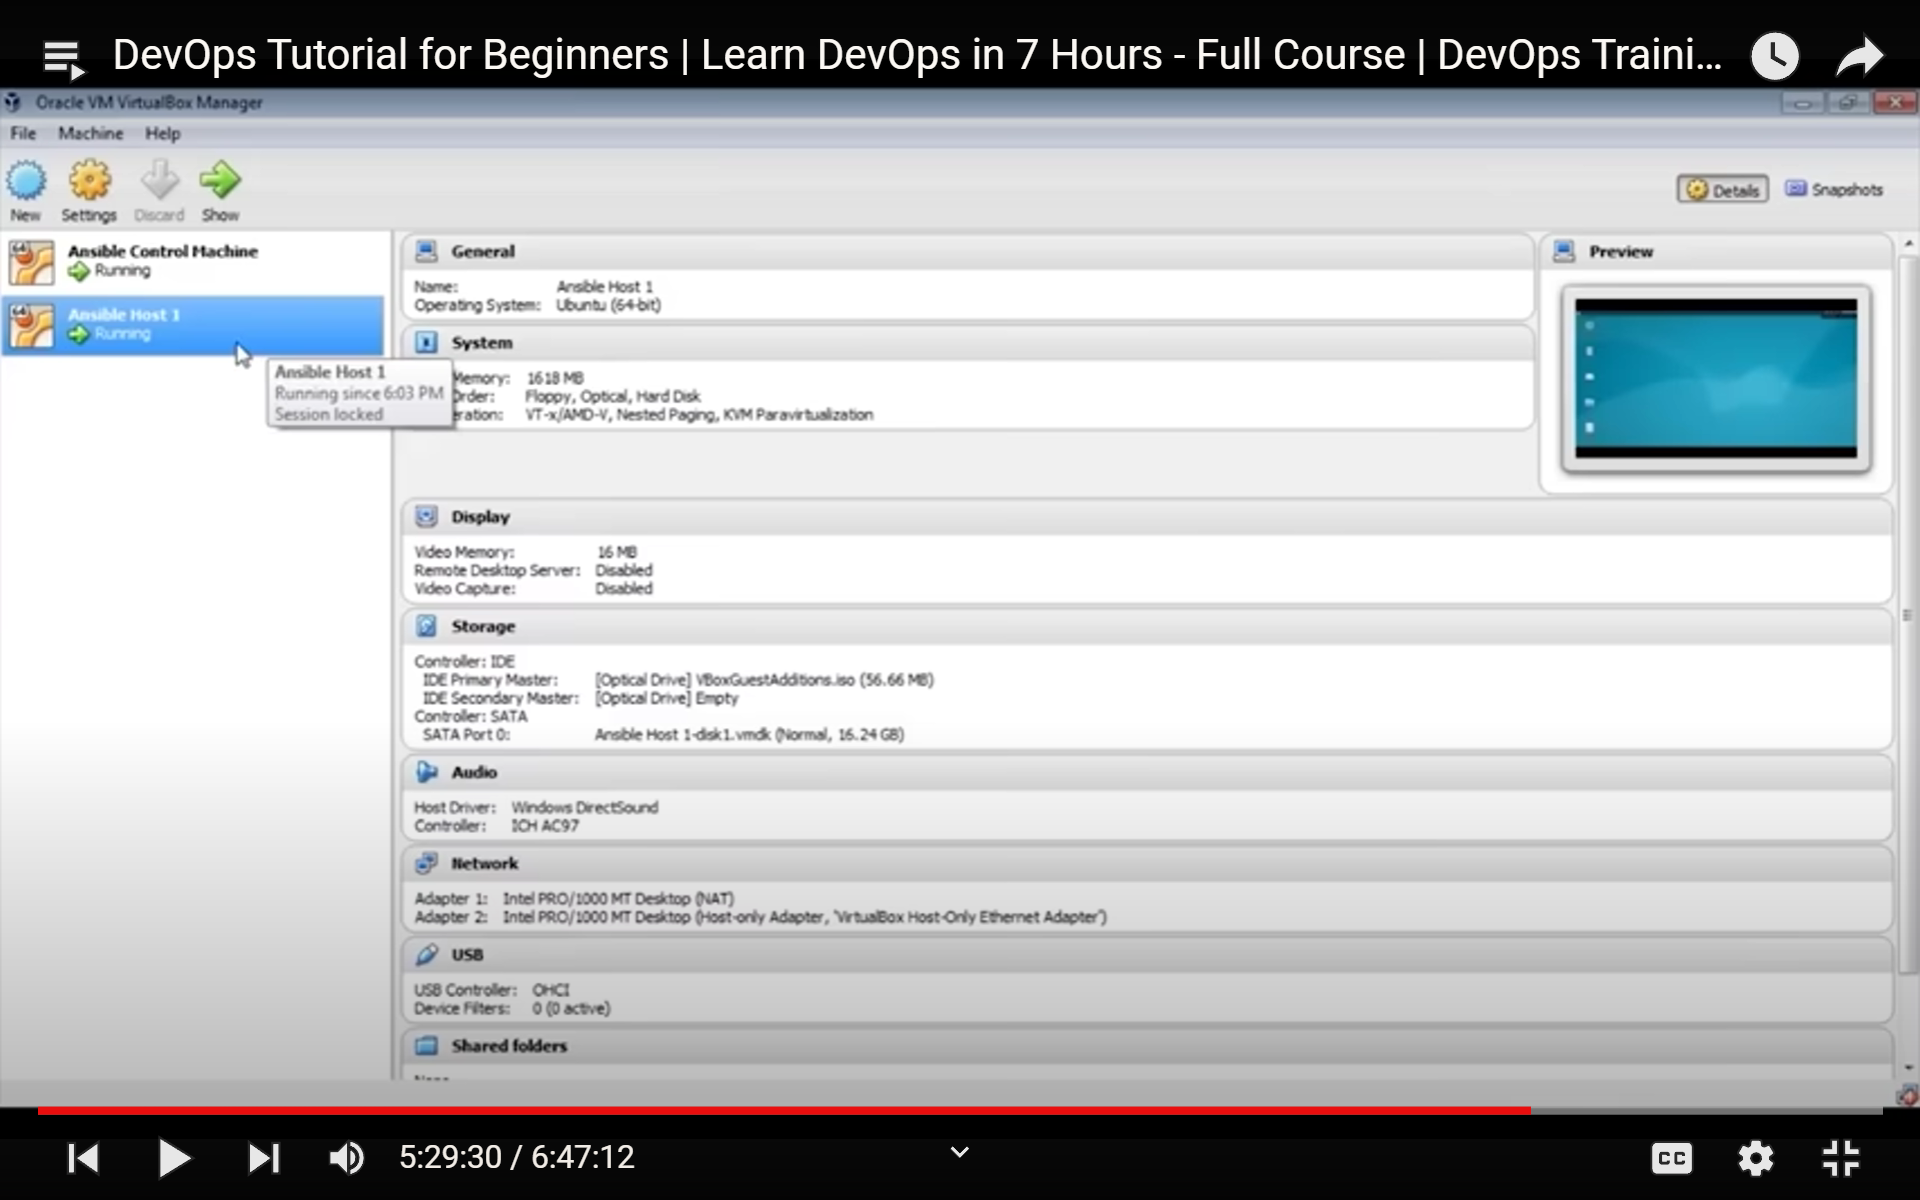 DevOps Tutorial for Beginners | Learn DevOps in 7 Hours - Full Course | DevOps Traini...
Oracle VM VirtualBox Manager
File Machine Help
New Settings Discard Show
Details Snapshots
Ansible Control Machine
Running
Ansible Host 1
Running
Ansible Host 1
Running since 6:03 PM
Session locked
General
Name: Ansible Host 1
Operating System: Ubuntu (64-bit)
System
Memory: 1618 MB
Order: Floppy, Optical, Hard Disk
eration: VT-x/AMD-V, Nested Paging, KVM Paravirtualization
Preview
Display
Video Memory: 16 MB
Remote Desktop Server: Disabled
Video Capture: Disabled
Storage
Controller: IDE
IDE Primary Master: [Optical Drive] VBoxGuestAdditions.iso (56.66 MB)
IDE Secondary Master: [Optical Drive] Empty
Controller: SATA
SATA Port 0: Ansible Host 1-disk1.vmdk (Normal, 16.24 GB)
Audio
Host Driver: Windows DirectSound
Controller: ICH AC97
Network
Adapter 1: Intel PRO/1000 MT Desktop (NAT)
Adapter 2: Intel PRO/1000 MT Desktop (Host-only Adapter, 'VirtualBox Host-Only Ethernet Adapter')
USB
USB Controller: OHCI
Device Filters: 0 (0 active)
Shared folders
5:29:30 / 6:47:12
CC